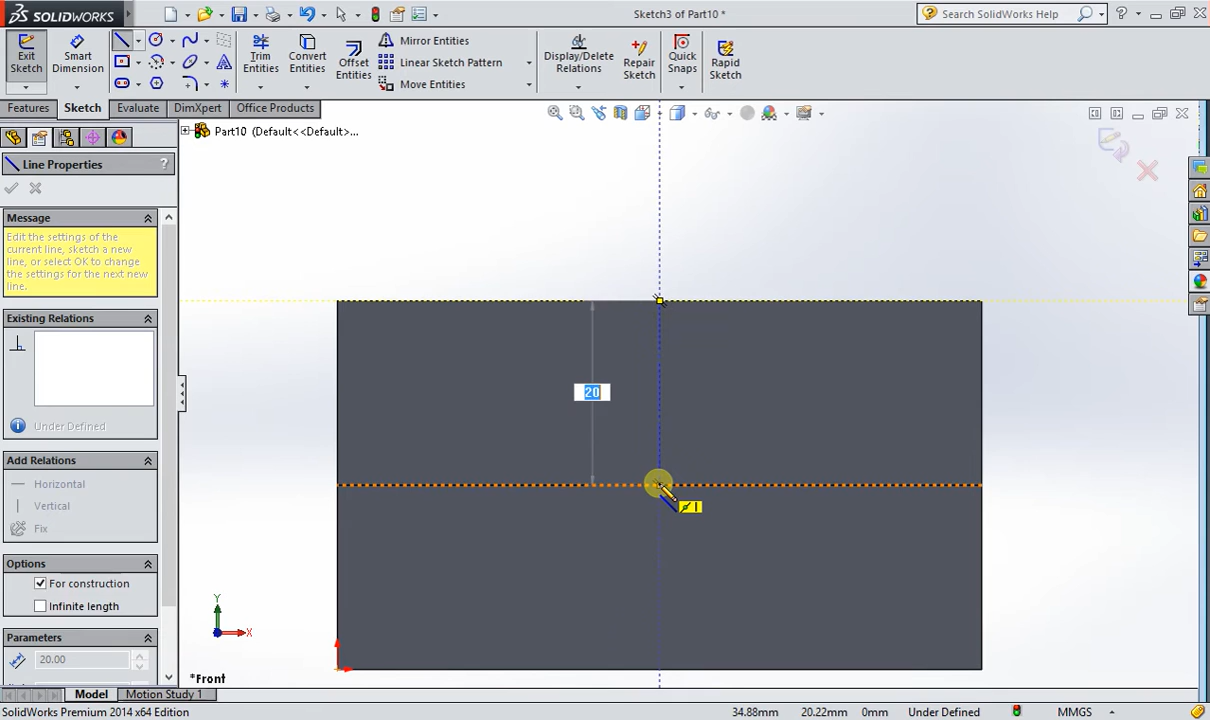 SOLIDWORKS
Sketch3 of Part10 *
Search SolidWorks Help
Exit Sketch
Smart Dimension
Trim Entities
Convert Entities
Offset Entities
Mirror Entities
Linear Sketch Pattern
Move Entities
Display/Delete Relations
Repair Sketch
Quick Snaps
Rapid Sketch
Features
Sketch
Evaluate
DimXpert
Office Products
Part10 (Default<<Default>...
Line Properties
?
Message
Edit the settings of the
current line, sketch a new
line, or select OK to change
the settings for the next new
line.
Existing Relations
Under Defined
Add Relations
Horizontal
Vertical
Fix
Options
For construction
Infinite length
Parameters
20.00
20
Y
X
*Front
Model
Motion Study 1
SolidWorks Premium 2014 x64 Edition
34.88mm
20.22mm
0mm
Under Defined
MMGS